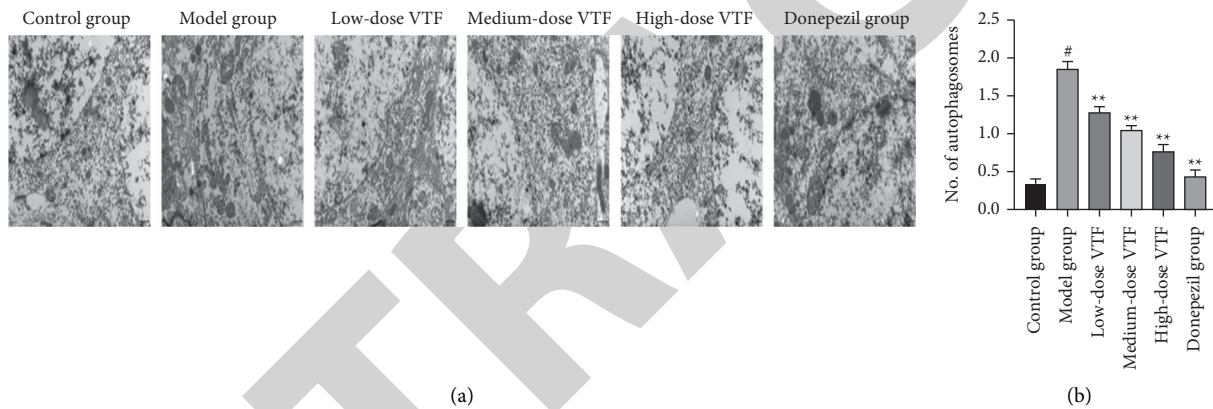 Control group
Model group
Low-dose VTF
Medium-dose VTF
High-dose VTF
Donepezil group
(a)
No. of autophagosomes
2.5
2.0
1.5
1.0
0.5
0.0
#
**
**
**
**
Control group
Model group
Low-dose VTF
Medium-dose VTF
High-dose VTF
Donepezil group
(b)